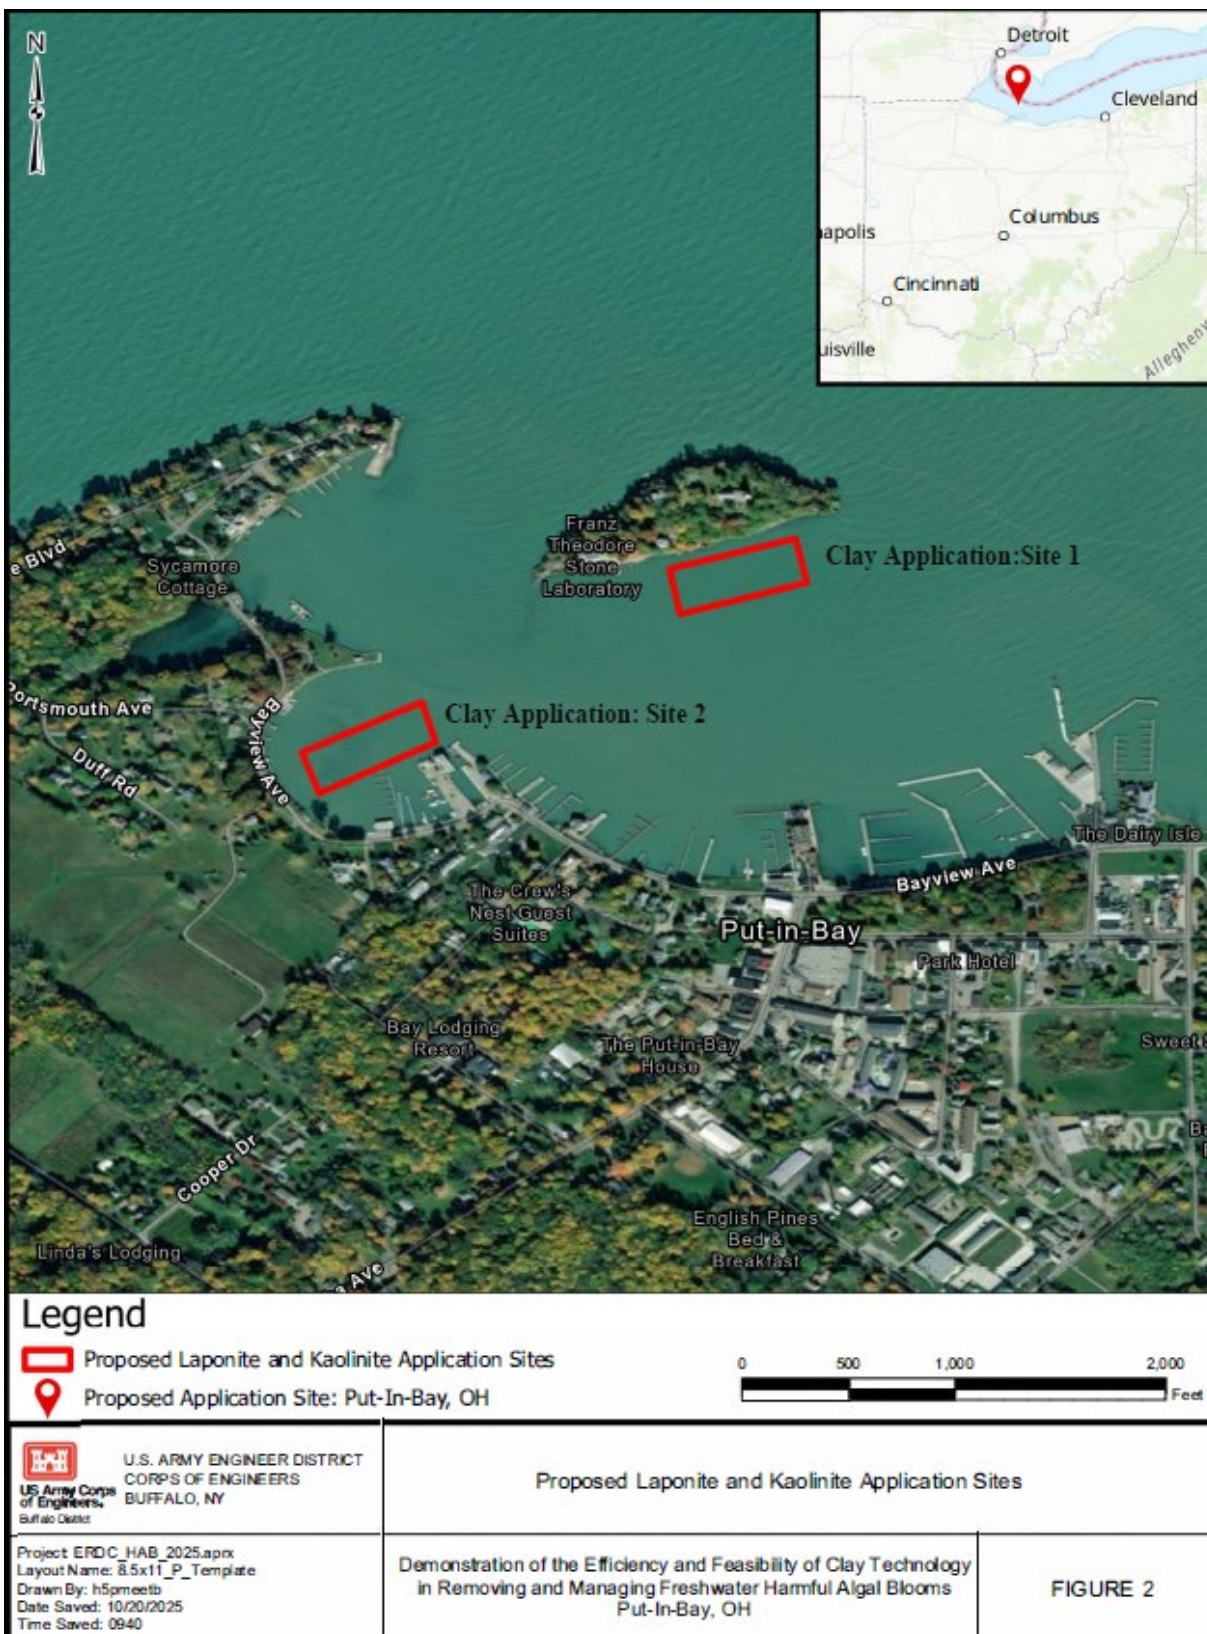 N
Detroit
Cleveland
Columbus
apolis
Cincinnati
uisville
Allegheny
Franz
Theodore
Stone
Laboratory
Clay Application:Site 1
e Blvd
Sycamore
Cottage
Portsmouth Ave
Bayview Ave
Duff Rd
Clay Application: Site 2
The Dairy Isle
Bayview Ave
The Crew's
Nest Guest
Suites
Put-in-Bay
Park Hotel
Bay Lodging
Resort
The Put-in-Bay
House
Sweet
Cooper Dr
English Pines
Bed &
Breakfast
Linda's Lodging
Ave
Legend
Proposed Laponite and Kaolinite Application Sites
Proposed Application Site: Put-In-Bay, OH
0 500 1,000 2,000
Feet
US Army Corps
of Engineers.
Buffalo District
U.S. ARMY ENGINEER DISTRICT
CORPS OF ENGINEERS
BUFFALO, NY
Proposed Laponite and Kaolinite Application Sites
Project: ERDC_HAB_2025.aprx
Layout Name: 8.5x11_P_Template
Drawn By: h5pmeetb
Date Saved: 10/20/2025
Time Saved: 0940
Demonstration of the Efficiency and Feasibility of Clay Technology
in Removing and Managing Freshwater Harmful Algal Blooms
Put-In-Bay, OH
FIGURE 2